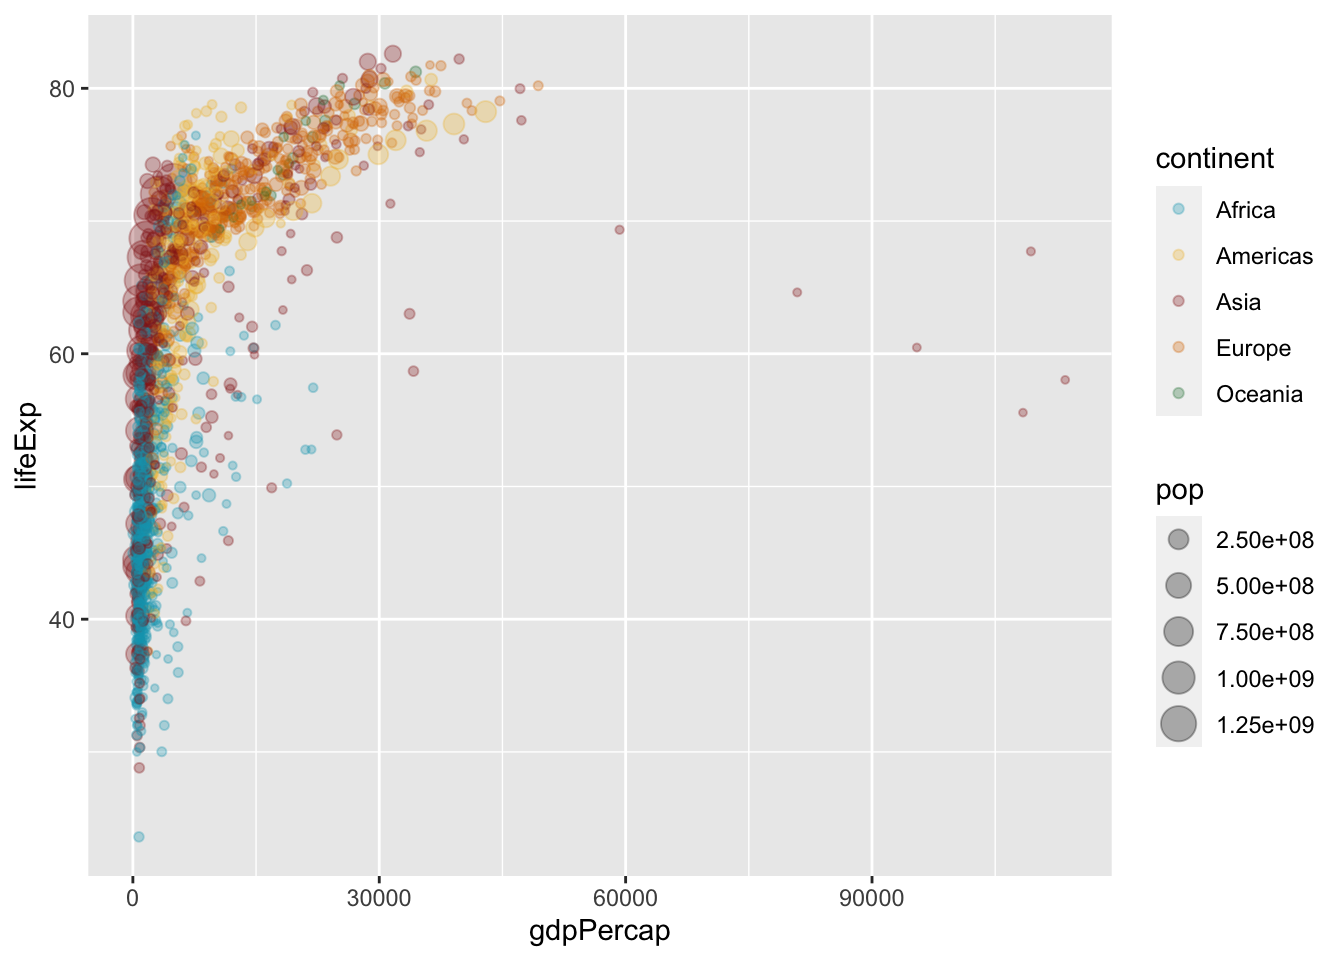 80
60
40
lifeExp
0
30000
60000
90000
gdpPercap
continent
Africa
Americas
Asia
Europe
Oceania
pop
2.50e+08
5.00e+08
7.50e+08
1.00e+09
1.25e+09